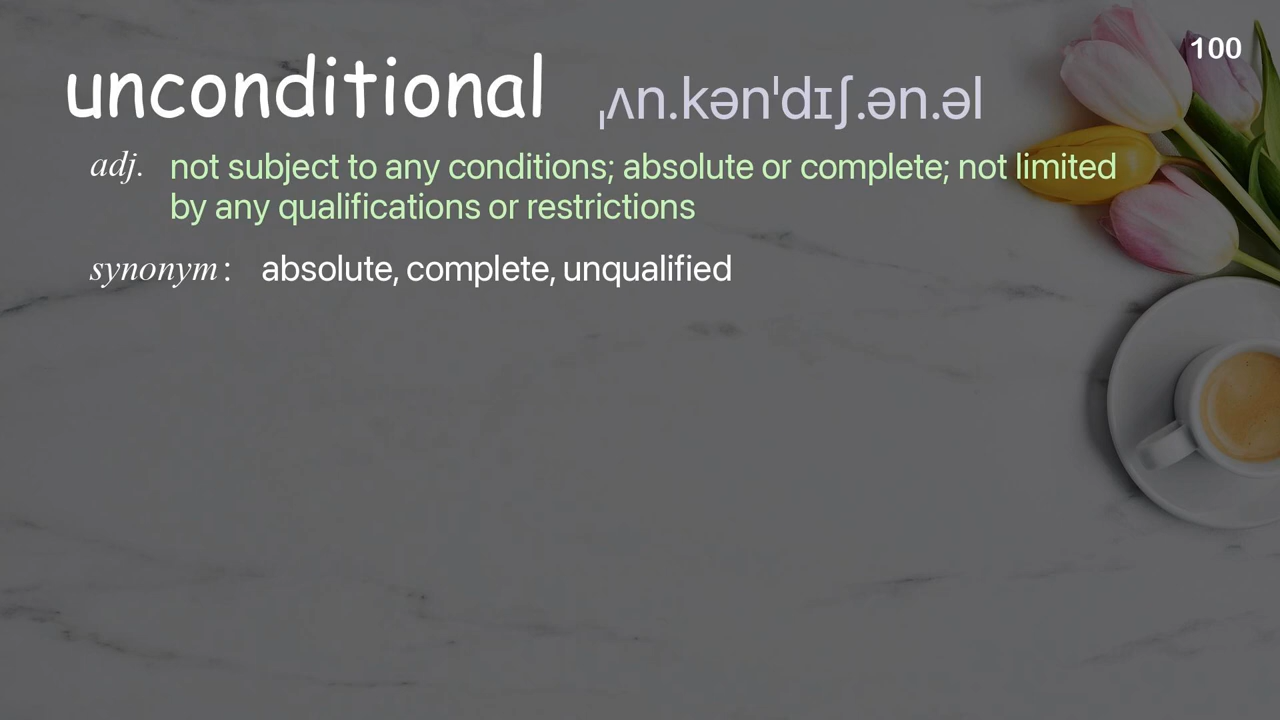 100
unconditional ˌʌn.kənˈdɪʃ.ən.əl
adj. not subject to any conditions; absolute or complete; not limited
by any qualifications or restrictions
synonym: absolute, complete, unqualified